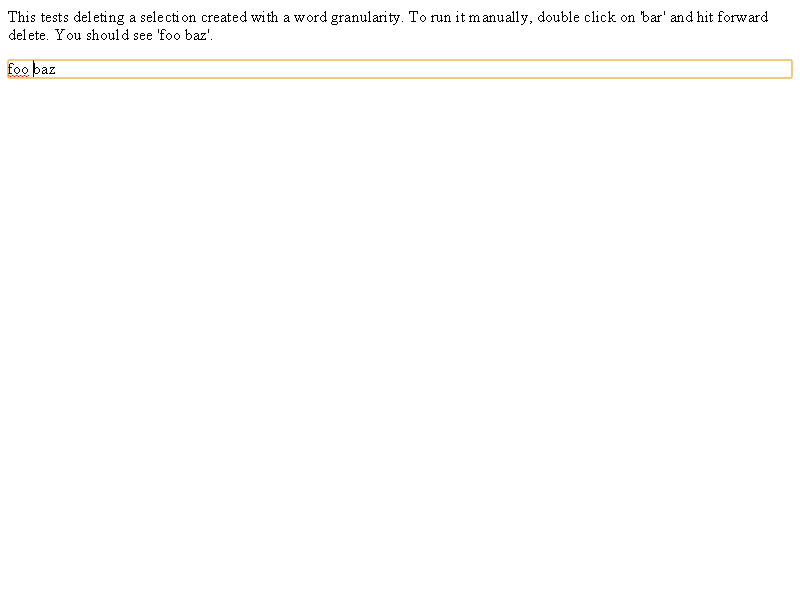 This tests deleting a selection created with a word granularity. To run it manually, double click on 'bar' and hit forward
delete. You should see 'foo baz'.
foo baz